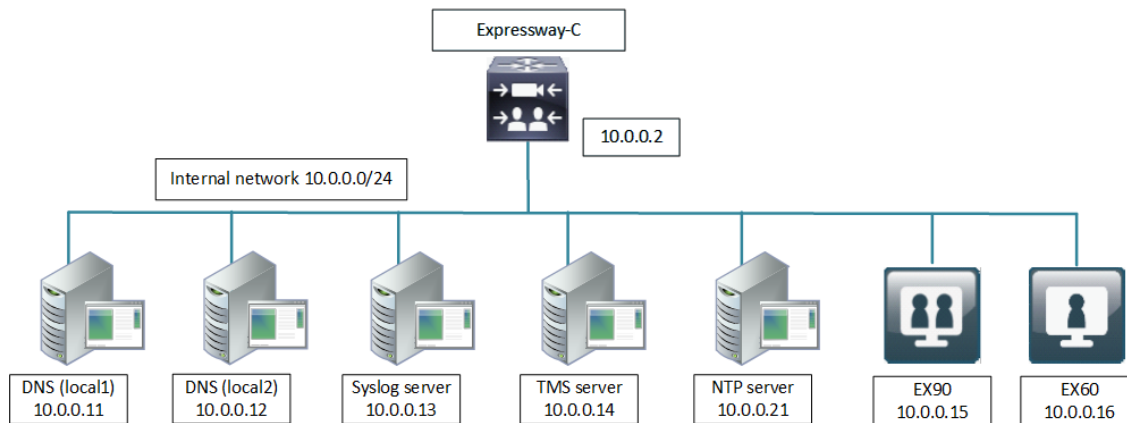 Expressway-C
10.0.0.2
Internal network 10.0.0.0/24
DNS (local1)
10.0.0.11
DNS (local2)
10.0.0.12
Syslog server
10.0.0.13
TMS server
10.0.0.14
NTP server
10.0.0.21
EX90
10.0.0.15
EX60
10.0.0.16